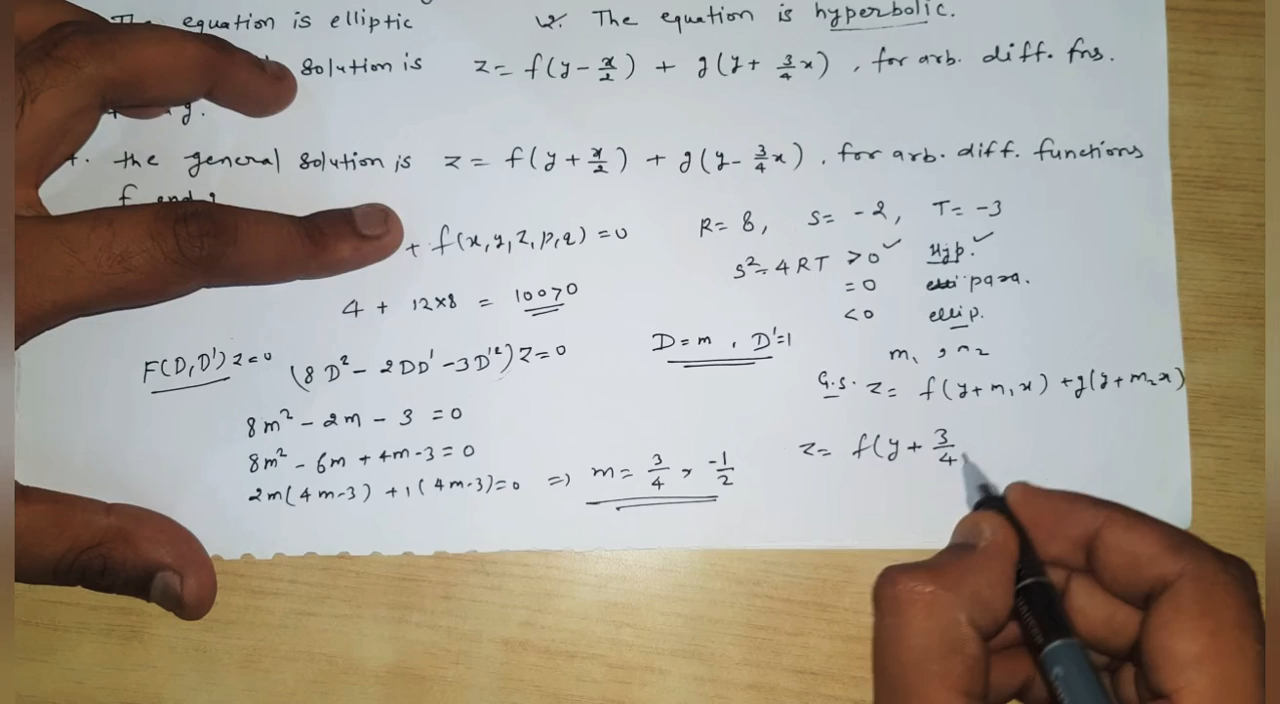 equation is elliptic 2. The equation is hyperbolic.
solution is z = f(y - x/2) + g(y + 3/4 x), for arb. diff. fns.
g.
4. the general solution is z = f(y + x/2) + g(y - 3/4 x), for arb. diff. functions
f and g
+ f(x, y, z, p, q) = 0
R = 8, S = -2, T = -3
S² - 4RT > 0 ✓ Hyp. ✓
= 0 para.
< 0 ellip.
4 + 12×8 = 100 > 0
F(D, D')z = 0 (8D² - 2DD' - 3D'²)z = 0
D = m, D' = 1
8m² - 2m - 3 = 0
8m² - 6m + 4m - 3 = 0
2m(4m-3) + 1(4m-3) = 0 => m = 3/4, -1/2
m₁, m₂
G.S. z = f(y + m₁x) + g(y + m₂x)
z = f(y + 3/4